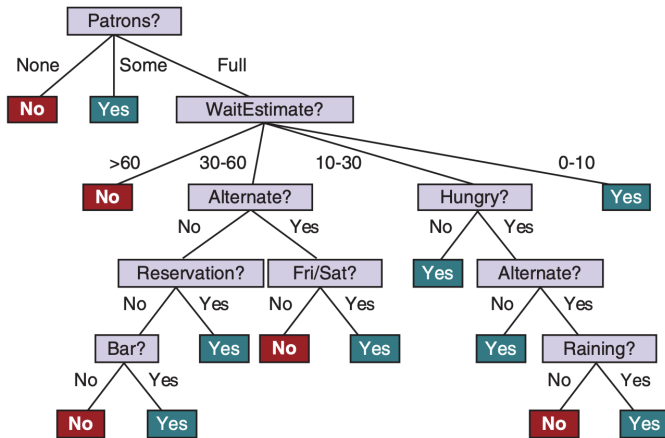 Patrons?
None Some Full
No Yes WaitEstimate?
>60 30-60 10-30 0-10
No Alternate? Hungry? Yes
No Yes No Yes
Reservation? Fri/Sat? Yes Alternate?
No Yes No Yes No Yes
Bar? Yes No Yes Yes Raining?
No Yes No Yes
No Yes No Yes